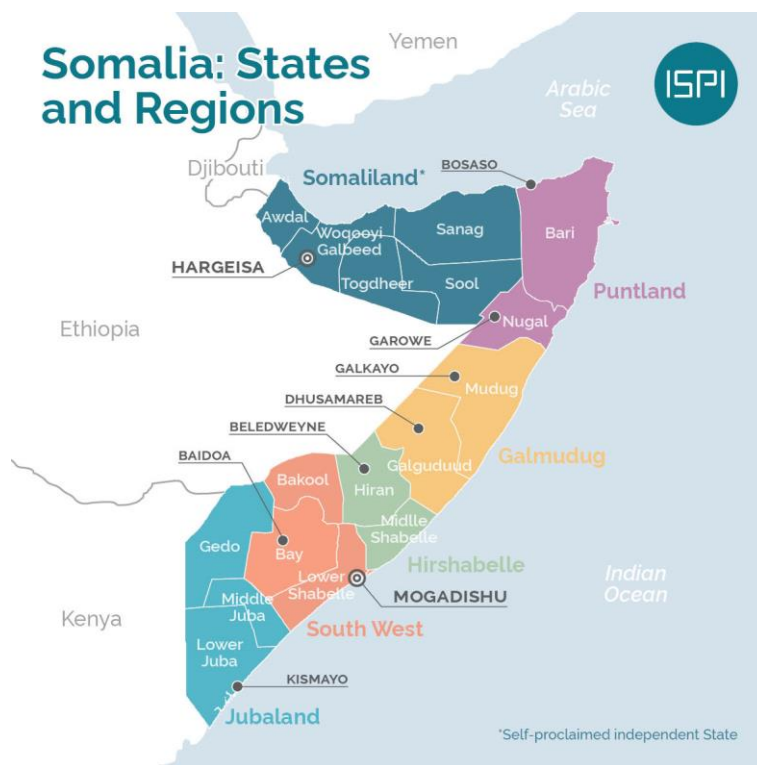 Somalia: States
and Regions
Yemen
ISPI
Arabic
Sea
Djibouti
Somaliland*
BOSASO
Awdal
Woqooyi
Galbeed
Sanag
Bari
HARGEISA
Togdheer
Sool
Puntland
Ethiopia
Nugal
GAROWE
GALKAYO
Mudug
DHUSAMAREB
BELEDWEYNE
BAIDOA
Galguduud
Galmudug
Bakool
Hiran
Midlle
Shabelle
Gedo
Bay
Hirshabelle
Indian
Ocean
Lower
Shabelle
MOGADISHU
Middle
Juba
Kenya
South West
Lower
Juba
KISMAYO
Jubaland
*Self-proclaimed independent State